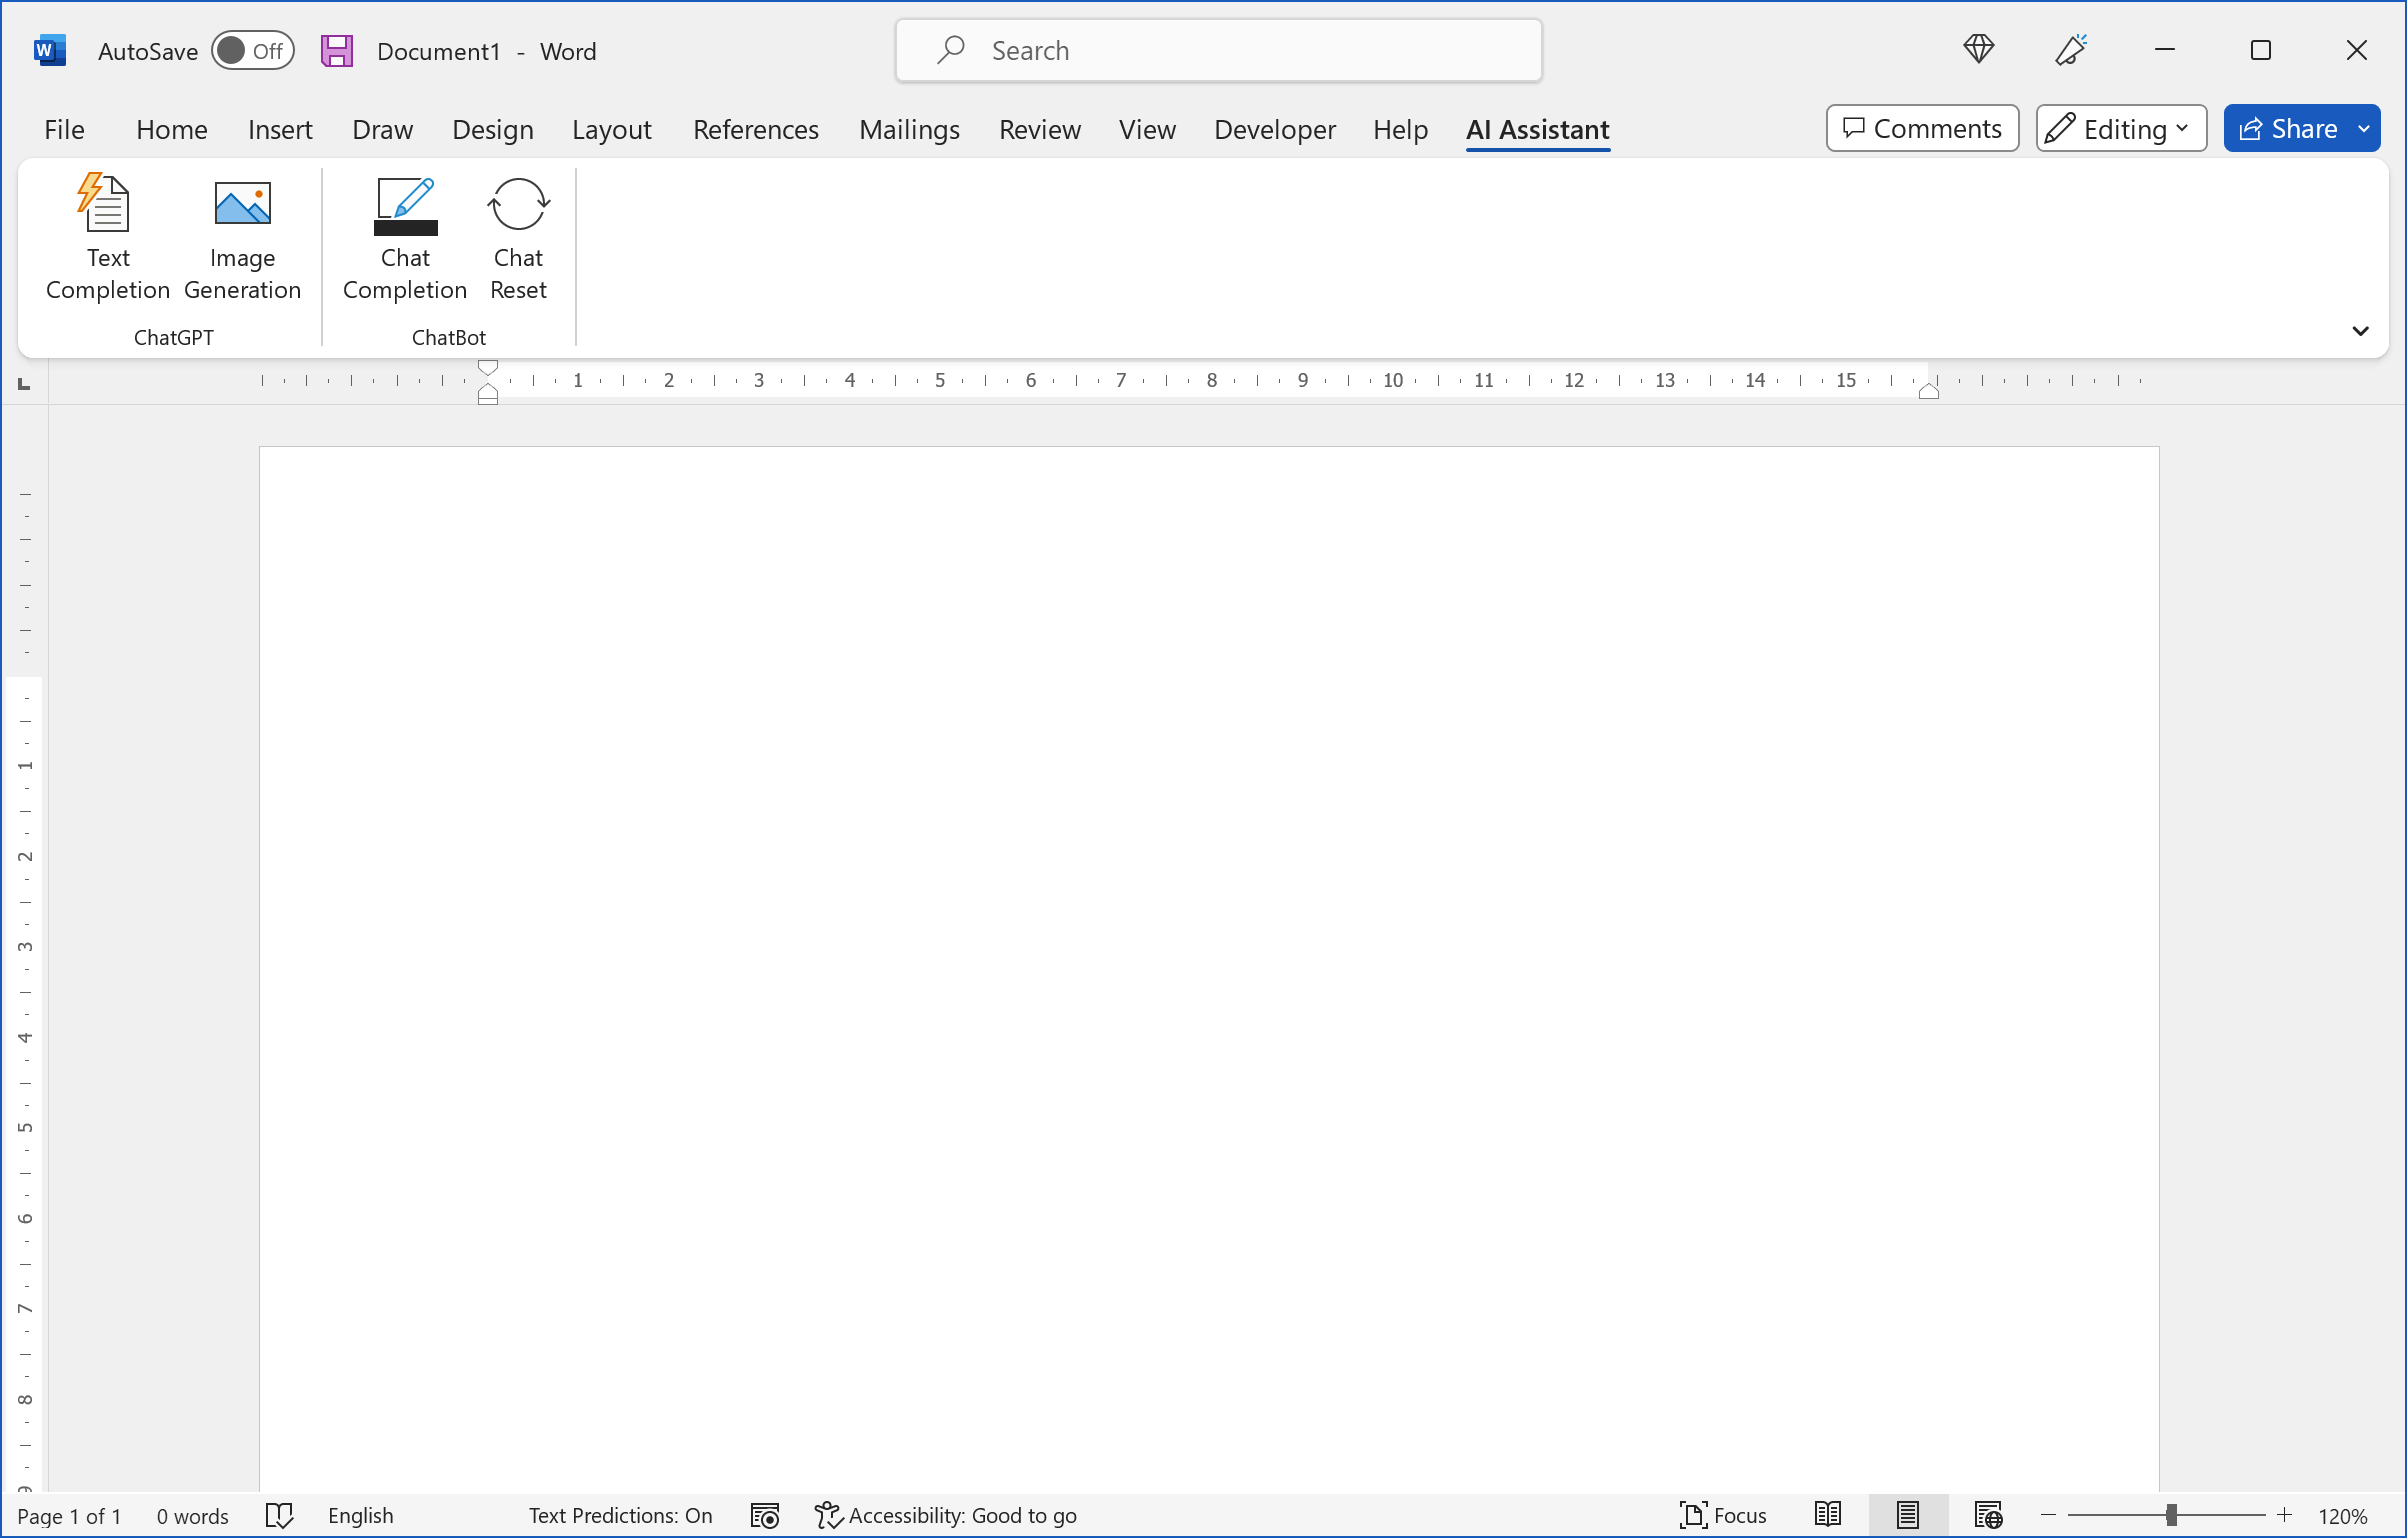 AutoSave Off Document1 - Word Search
File Home Insert Draw Design Layout References Mailings Review View Developer Help AI Assistant Comments Editing Share
Text Completion
Image Generation
Chat Completion
Chat Reset
ChatGPT ChatBot
1 2 3 4 5 6 7 8 9 10 11 12 13 14 15
1
2
3
4
5
6
7
8
9
Page 1 of 1 0 words English Text Predictions: On Accessibility: Good to go Focus 120%